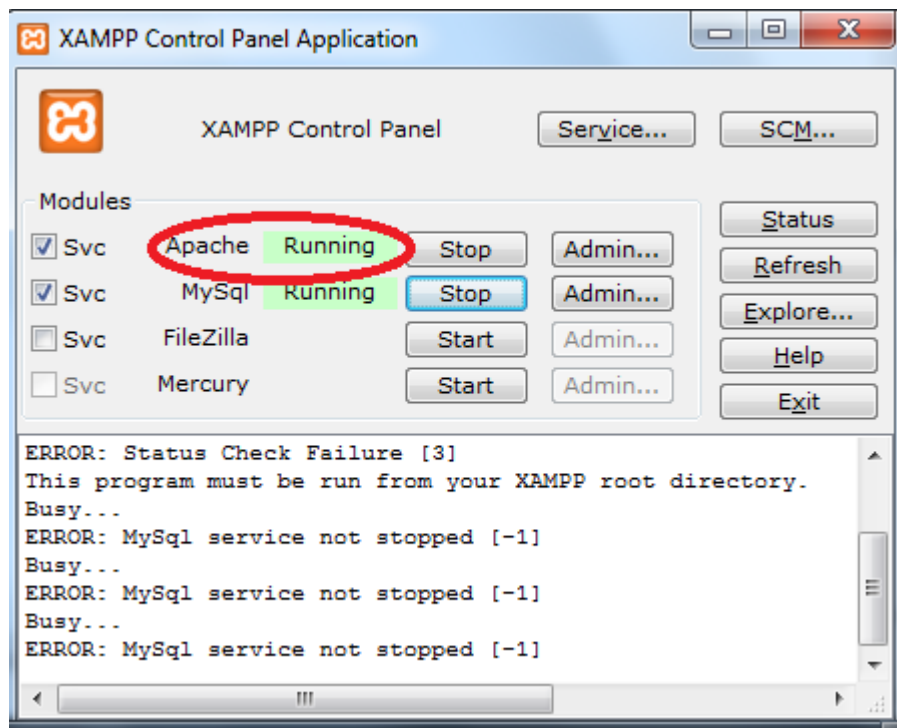 XAMPP Control Panel Application
XAMPP Control Panel Service... SCM...
Modules
Status
Svc Apache Running Stop Admin...
Refresh
Svc MySql Running Stop Admin...
Explore...
Svc FileZilla Start Admin...
Help
Svc Mercury Start Admin...
Exit
ERROR: Status Check Failure [3]
This program must be run from your XAMPP root directory.
Busy...
ERROR: MySql service not stopped [-1]
Busy...
ERROR: MySql service not stopped [-1]
Busy...
ERROR: MySql service not stopped [-1]